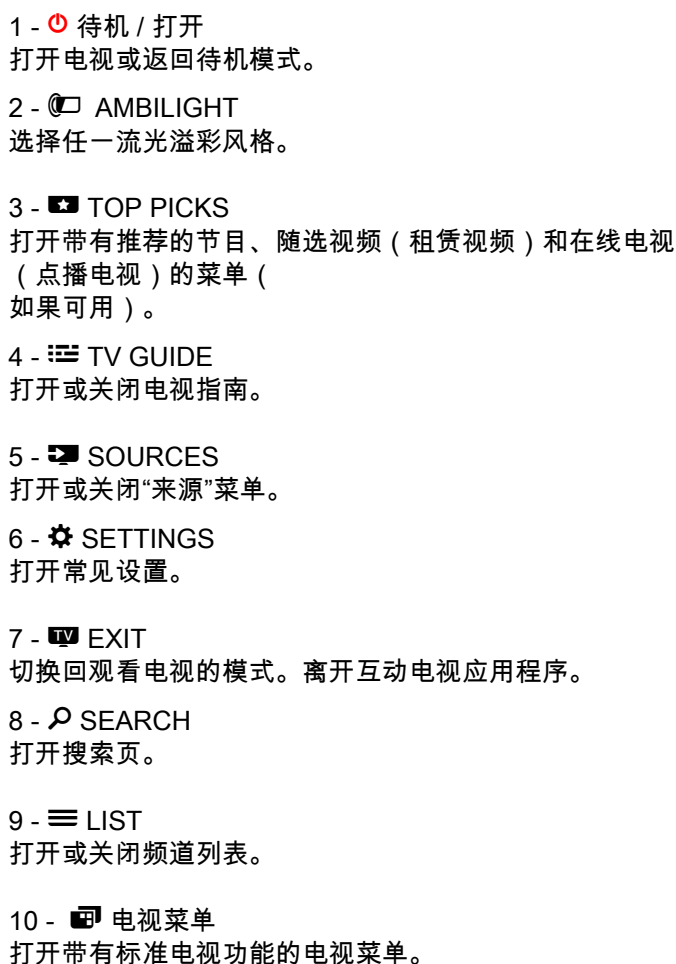 1 - 待机 / 打开
打开电视或返回待机模式。
2 - AMBILIGHT
选择任一流光溢彩风格。
3 - TOP PICKS
打开带有推荐的节目、随选视频（租赁视频）和在线电视
（点播电视）的菜单（
如果可用）。
4 - TV GUIDE
打开或关闭电视指南。
5 - SOURCES
打开或关闭“来源”菜单。
6 - SETTINGS
打开常见设置。
7 - TV EXIT
切换回观看电视的模式。离开互动电视应用程序。
8 - SEARCH
打开搜索页。
9 - LIST
打开或关闭频道列表。
10 - 电视菜单
打开带有标准电视功能的电视菜单。